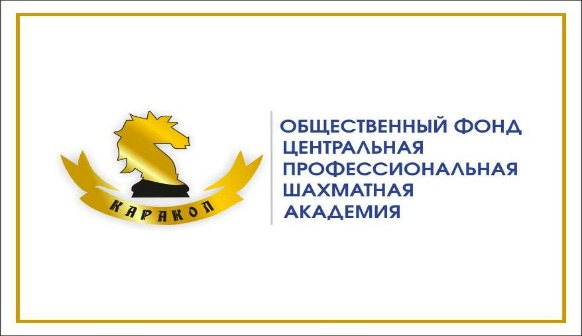 КАРАКОЛ
ОБЩЕСТВЕННЫЙ ФОНД
ЦЕНТРАЛЬНАЯ
ПРОФЕССИОНАЛЬНАЯ
ШАХМАТНАЯ
АКАДЕМИЯ